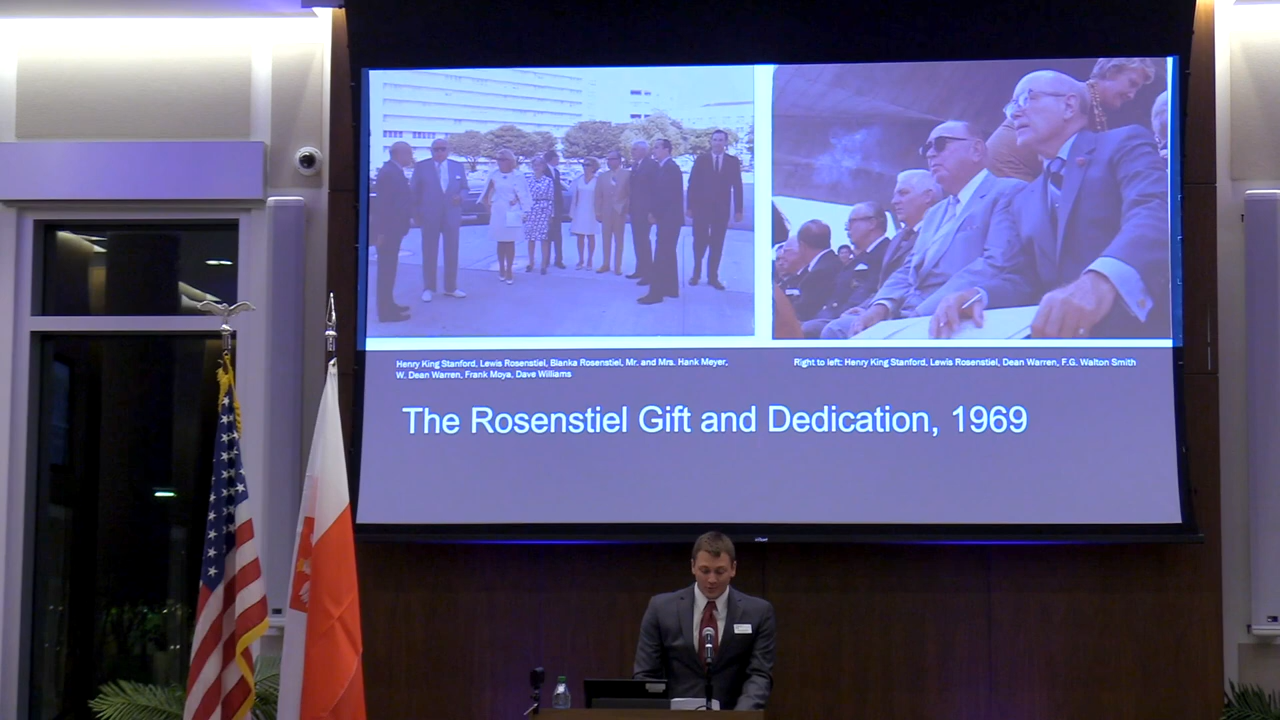 Henry King Stanford, Lewis Rosenstiel, Blanka Rosenstiel, Mr. and Mrs. Hank Meyer,
W. Dean Warren, Frank Moya, Dave Williams
Right to left: Henry King Stanford, Lewis Rosenstiel, Dean Warren, F.G. Walton Smith
The Rosenstiel Gift and Dedication, 1969